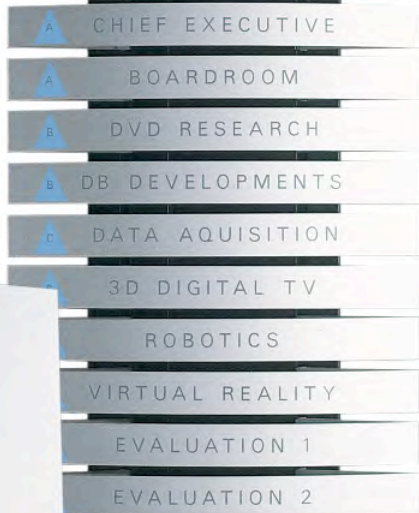 A CHIEF EXECUTIVE
A BOARDROOM
B DVD RESEARCH
B DB DEVELOPMENTS
C DATA AQUISITION
3D DIGITAL TV
ROBOTICS
VIRTUAL REALITY
EVALUATION 1
EVALUATION 2